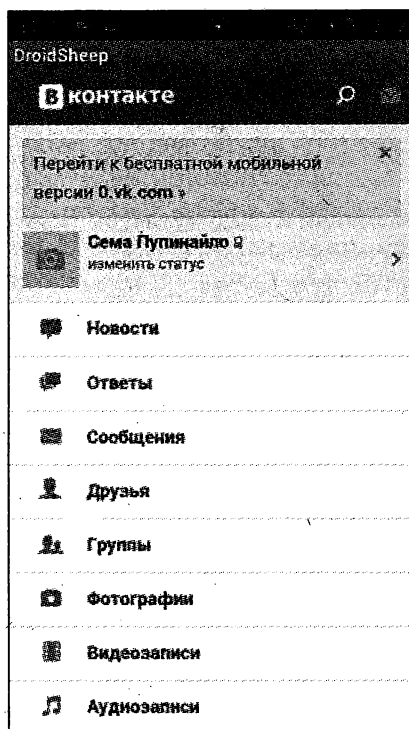 DroidSheep
В контакте
Перейти к бесплатной мобильной
версии 0.vk.com »
Сема Пупинайло
изменить статус
Новости
Ответы
Сообщения
Друзья
Группы
Фотографии
Видеозаписи
Аудиозаписи